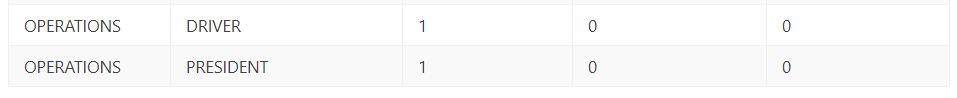 OPERATIONS DRIVER 1 0 0
OPERATIONS PRESIDENT 1 0 0